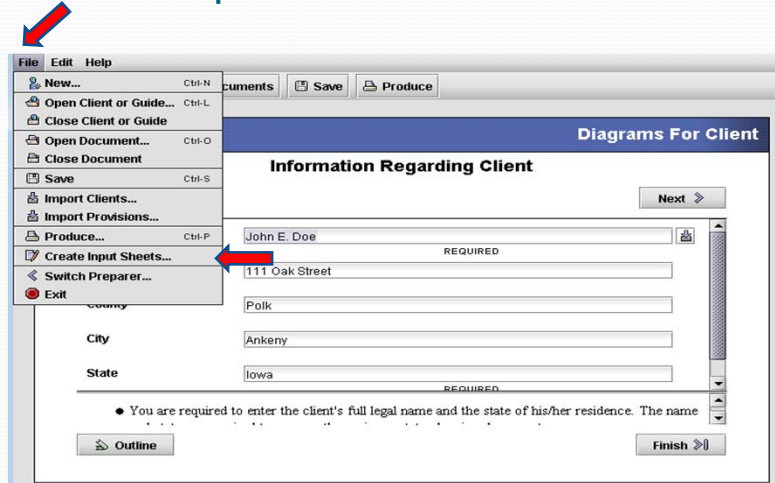 File Edit Help
New... Ctrl-N
cuments Save Produce
Open Client or Guide... Ctrl-L
Close Client or Guide
Open Document... Ctrl-O
Diagrams For Client
Close Document
Information Regarding Client
Save Ctrl-S
Import Clients...
Next
Import Provisions...
Produce... Ctrl-P
John E. Doe
REQUIRED
Create Input Sheets...
111 Oak Street
Switch Preparer...
Exit
County
Polk
City
Ankeny
State
Iowa
REQUIRED
You are required to enter the client's full legal name and the state of his/her residence. The name
Outline
Finish